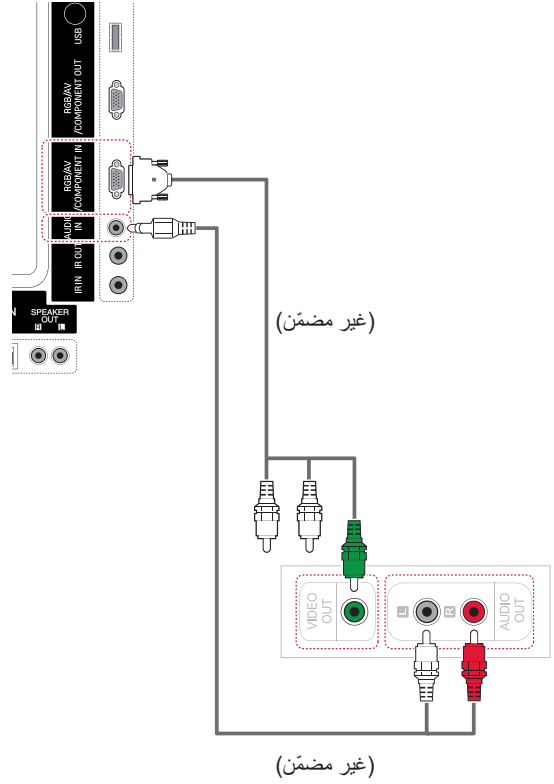 USB
RGB/AV
/COMPONENT OUT
RGB/AV
/COMPONENT IN
AUDIO
IN
IR OUT
IR IN
N
SPEAKER
OUT
R L
(غير مضمّن)
VIDEO
OUT
L R
AUDIO
OUT
(غير مضمّن)